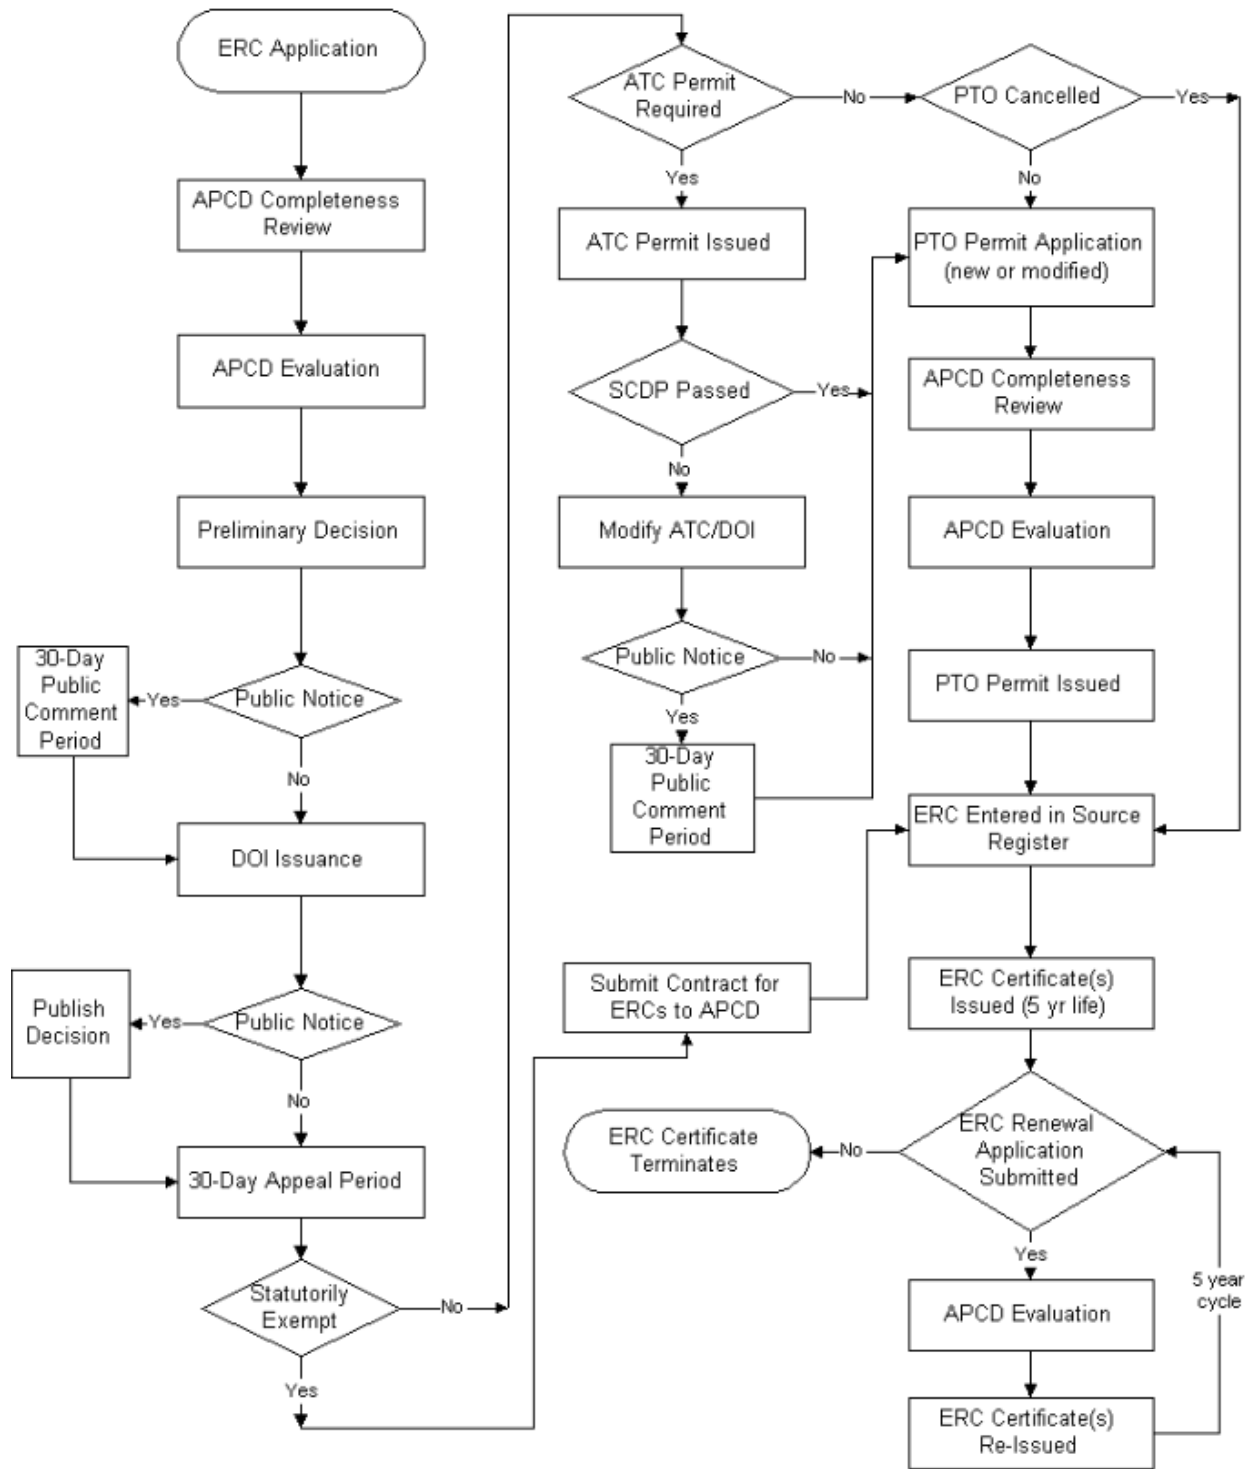 ERC Application
APCD Completeness
Review
APCD Evaluation
Preliminary Decision
Public Notice
Yes
30-Day
Public
Comment
Period
No
DOI Issuance
Public Notice
Yes
Publish
Decision
No
30-Day Appeal Period
Statutorily
Exempt
No
Yes
ATC Permit
Required
No
Yes
ATC Permit Issued
SCDP Passed
Yes
No
Modify ATC/DOI
Public Notice
No
Yes
30-Day
Public
Comment
Period
Submit Contract for
ERCs to APCD
PTO Cancelled
Yes
No
PTO Permit Application
(new or modified)
APCD Completeness
Review
APCD Evaluation
PTO Permit Issued
ERC Entered in Source
Register
ERC Certificate(s)
Issued (5 yr life)
ERC Renewal
Application
Submitted
No
ERC Certificate
Terminates
Yes
APCD Evaluation
5 year
cycle
ERC Certificate(s)
Re-Issued